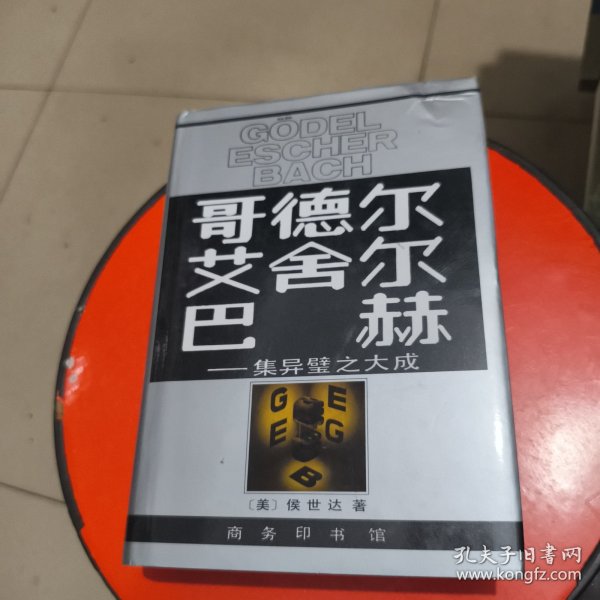 GÖDEL
ESCHER
BACH
哥德尔
艾舍尔
巴赫
——集异璧之大成
G E
E G
B
〔美〕侯世达 著
商务印书馆
孔夫子旧书网
www.kongfz.com